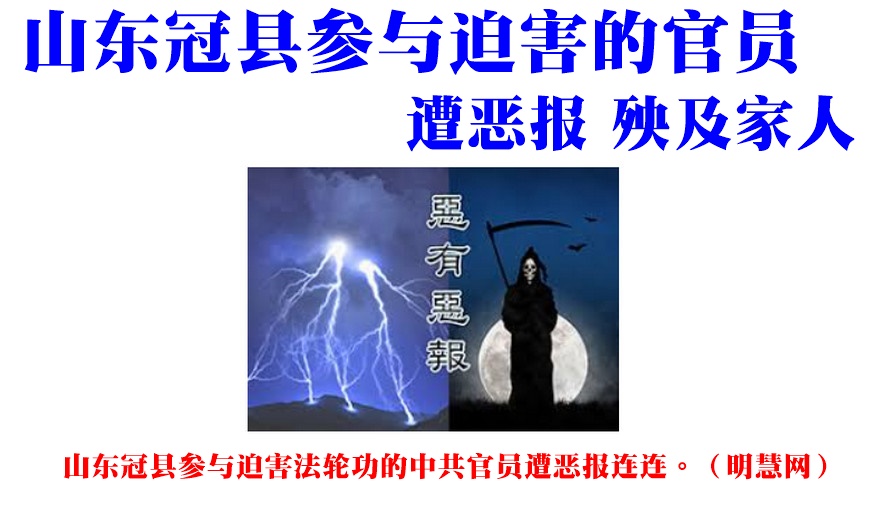 山东冠县参与迫害的官员
遭恶报 殃及家人
惡有惡報
山东冠县参与迫害法轮功的中共官员遭恶报连连。（明慧网）